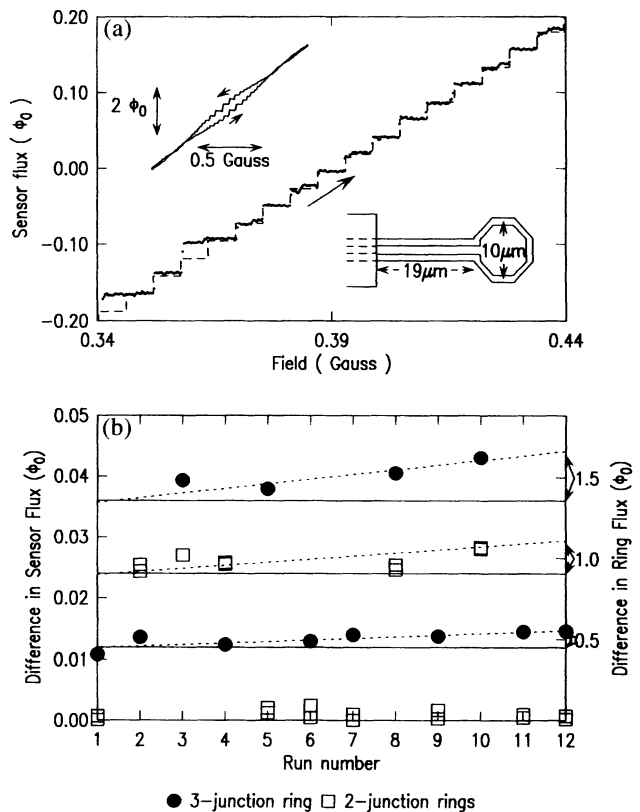 (a)
0.20
0.10
0.00
−0.10
−0.20
Sensor flux ( ϕ₀ )
2 ϕ₀
0.5 Gauss
10μm
19μm
0.34
0.39
0.44
Field ( Gauss )
(b)
0.05
0.04
0.03
0.02
0.01
0.00
Difference in Sensor Flux (ϕ₀)
1.5
1.0
0.5
Difference in Ring Flux (ϕ₀)
1 2 3 4 5 6 7 8 9 10 11 12
Run number
● 3−junction ring □ 2−junction rings